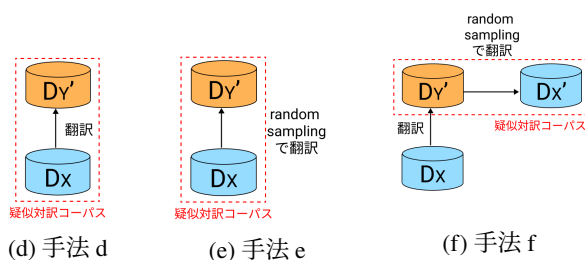 DY'
翻訳
DX
疑似対訳コーパス
(d) 手法 d
DY'
random
sampling
で翻訳
DX
疑似対訳コーパス
(e) 手法 e
random
sampling
で翻訳
DY'
DX'
翻訳
疑似対訳コーパス
DX
(f) 手法 f